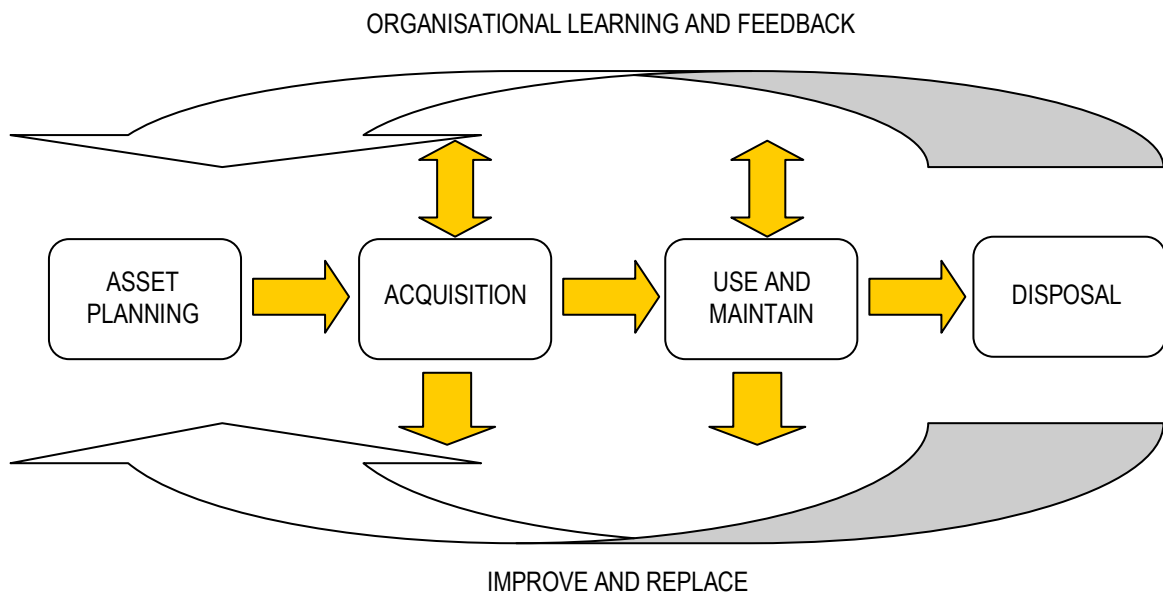 ORGANISATIONAL LEARNING AND FEEDBACK
ASSET
PLANNING
ACQUISITION
USE AND
MAINTAIN
DISPOSAL
IMPROVE AND REPLACE